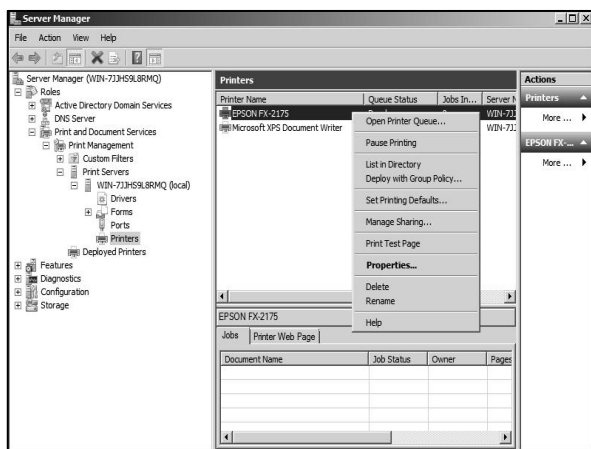 Server Manager
File Action View Help
Server Manager (WIN-7JJHS9L8RMQ)
Roles
Active Directory Domain Services
DNS Server
Print and Document Services
Print Management
Custom Filters
Print Servers
WIN-7JJHS9L8RMQ (local)
Drivers
Forms
Ports
Printers
Deployed Printers
Features
Diagnostics
Configuration
Storage
Printers
Printer Name Queue Status Jobs In... Server N
EPSON FX-2175 WIN-7JJ
Microsoft XPS Document Writer WIN-7JJ
Open Printer Queue...
Pause Printing
List in Directory
Deploy with Group Policy...
Set Printing Defaults...
Manage Sharing...
Print Test Page
Properties...
Delete
Rename
Help
EPSON FX-2175
Jobs Printer Web Page
Document Name Job Status Owner Pages
Actions
Printers
More ...
EPSON FX-...
More ...